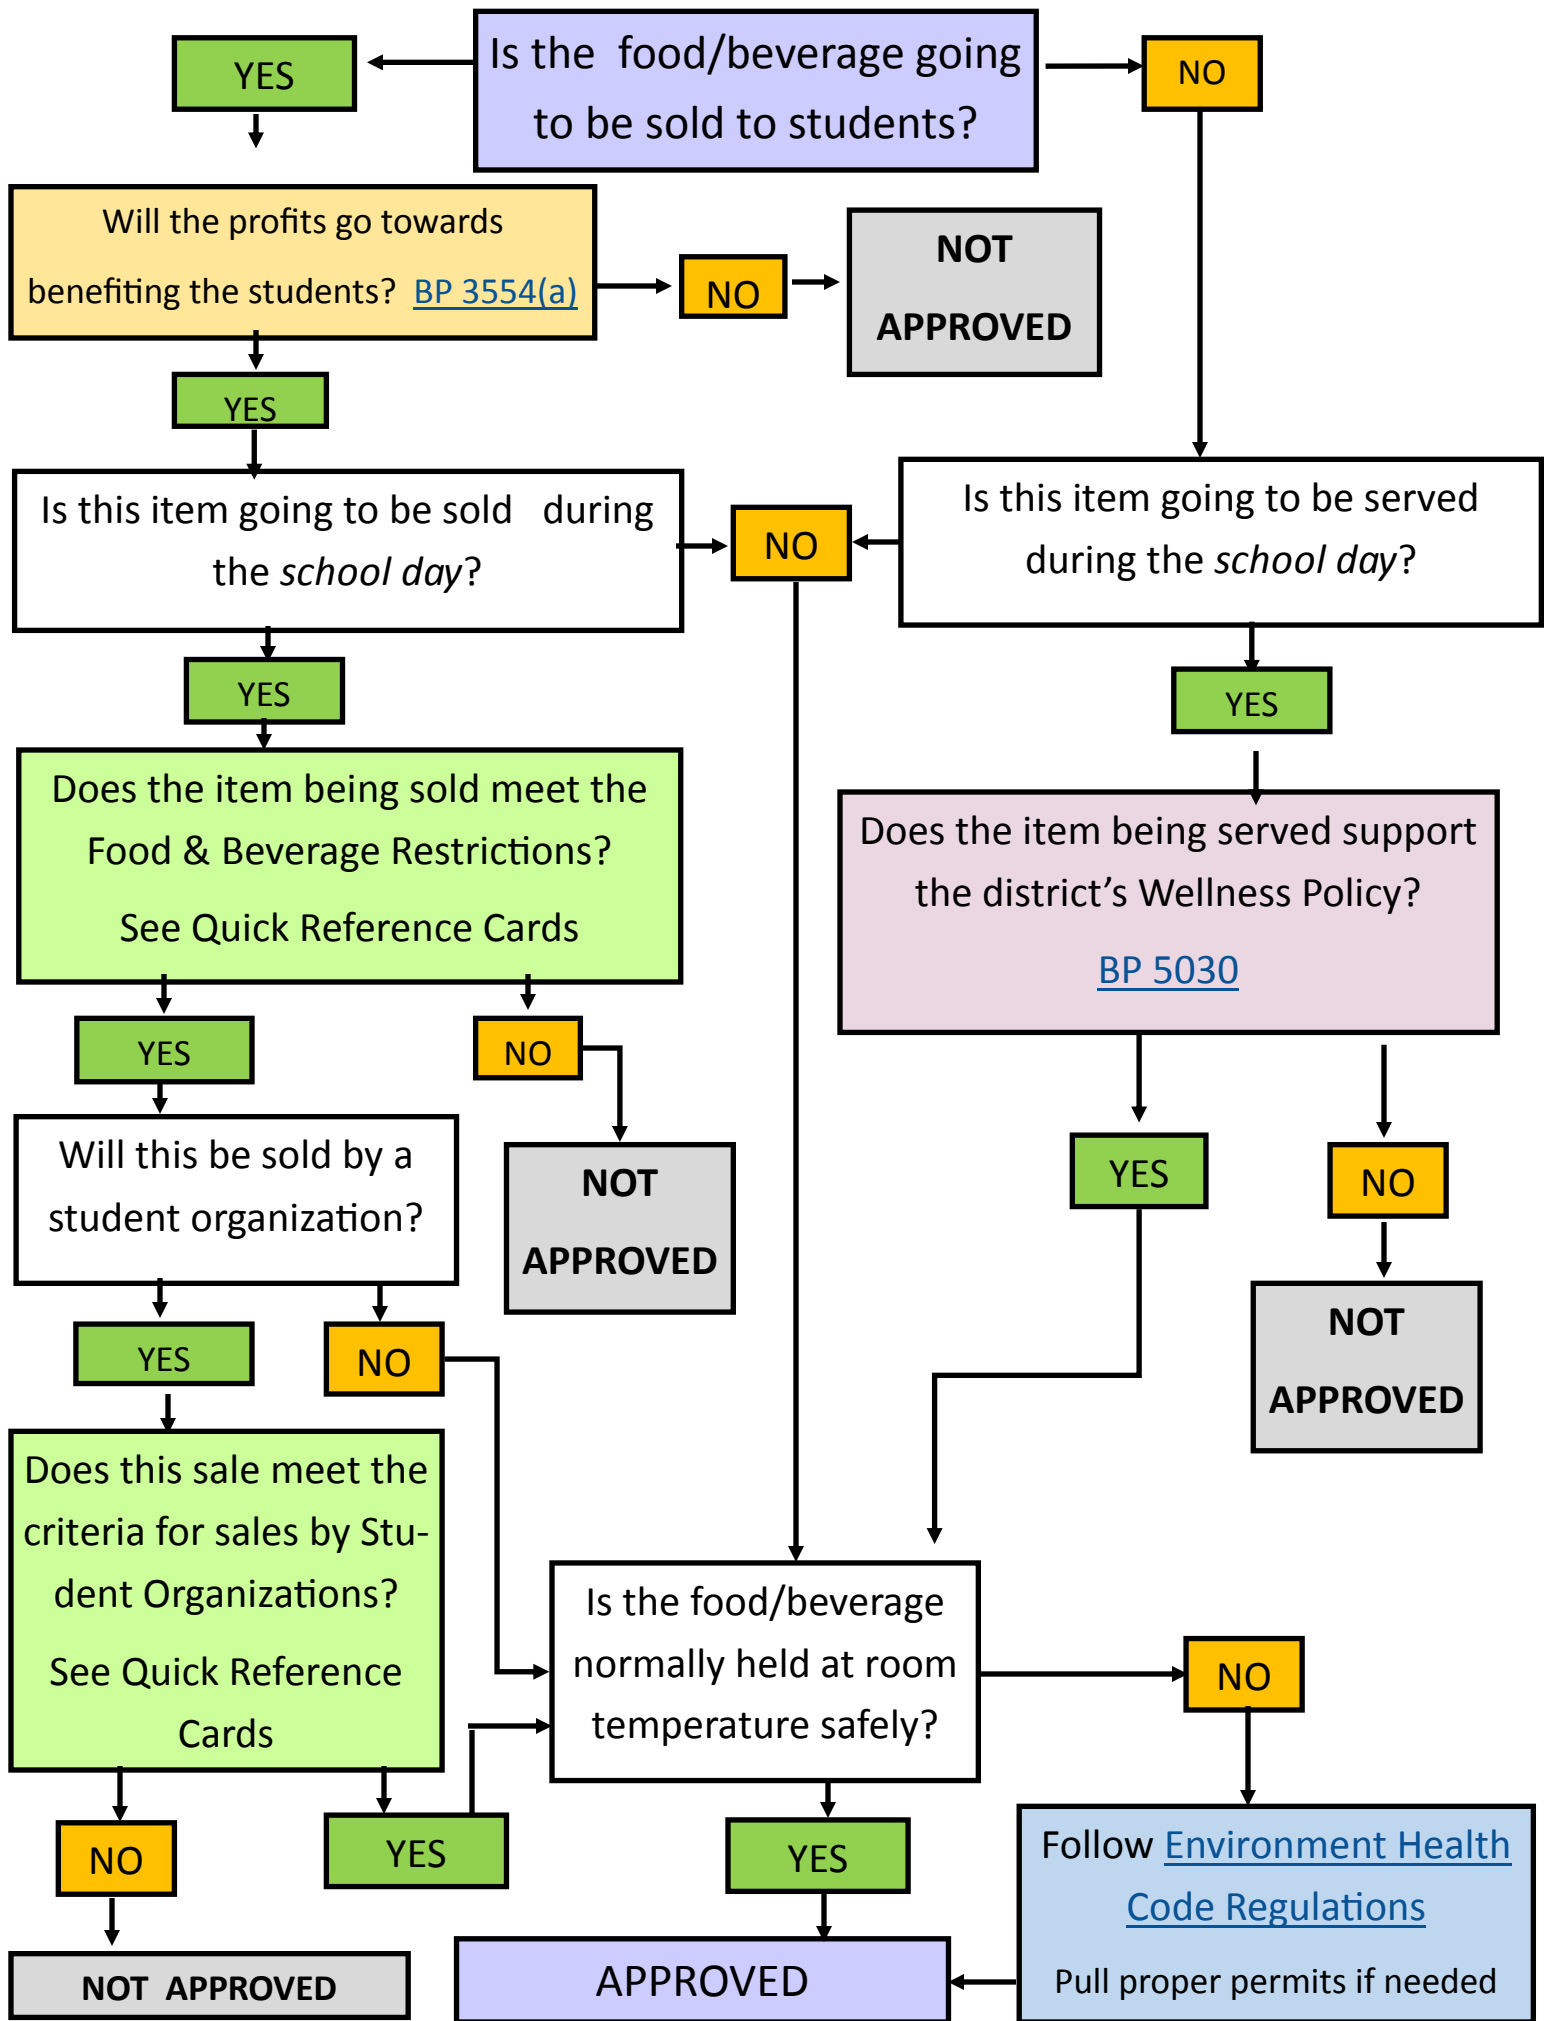 Is the food/beverage going
to be sold to students?
YES
NO
Will the profits go towards
benefiting the students? BP 3554(a)
NO
NOT
APPROVED
YES
Is this item going to be sold during
the school day?
NO
Is this item going to be served
during the school day?
YES
YES
Does the item being sold meet the
Food & Beverage Restrictions?
See Quick Reference Cards
Does the item being served support
the district’s Wellness Policy?
BP 5030
YES
NO
NOT
APPROVED
YES
NO
NOT
APPROVED
Will this be sold by a
student organization?
YES
NO
Does this sale meet the
criteria for sales by Stu-
dent Organizations?
See Quick Reference
Cards
Is the food/beverage
normally held at room
temperature safely?
NO
NO
YES
YES
Follow Environment Health
Code Regulations
Pull proper permits if needed
NOT APPROVED
APPROVED